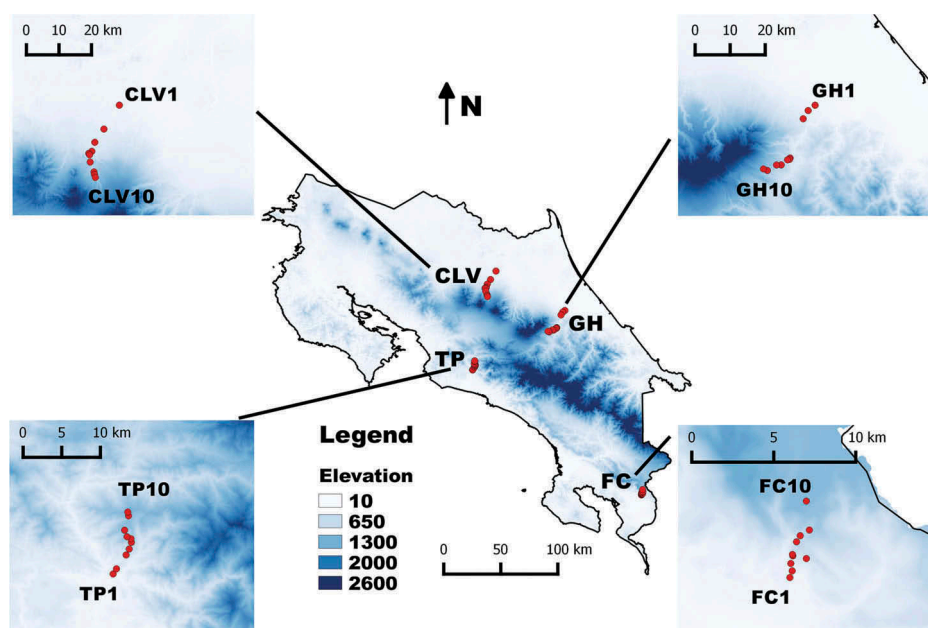 0 10 20 km
CLV1
CLV10
N
0 10 20 km
GH1
GH10
CLV
GH
TP
FC
0 5 10 km
TP10
TP1
Legend
Elevation
10
650
1300
2000
2600
0 50 100 km
0 5 10 km
FC10
FC1